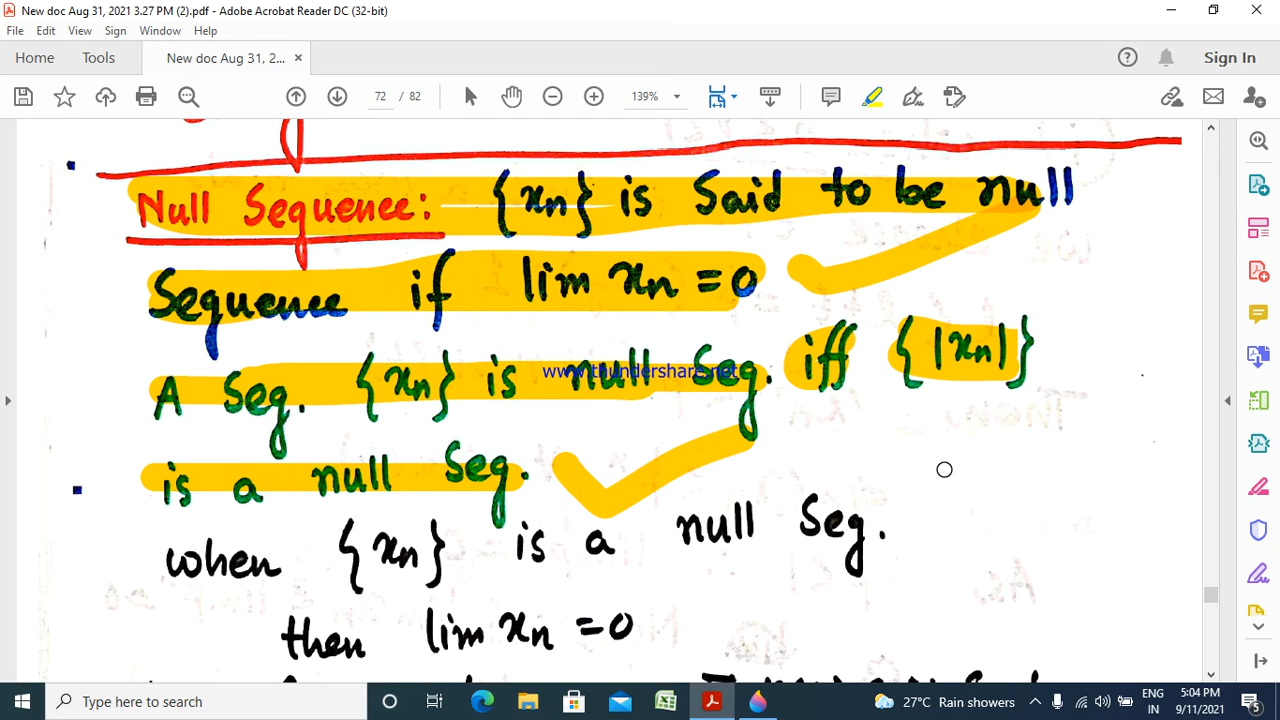 New doc Aug 31, 2021 3.27 PM (2).pdf - Adobe Acrobat Reader DC (32-bit)
File Edit View Sign Window Help
Home Tools New doc Aug 31, 2... × Sign In
72 / 82 139%
Null Sequence: {xn} is Said to be null
Sequence if lim xn = 0
A Seq. {xn} is null Seq. iff {|xn|}
www.thundershare.net
is a null Seq.
when {xn} is a null Seq.
then lim xn = 0
Type here to search
27°C Rain showers
ENG
IN
5:04 PM
9/11/2021
5